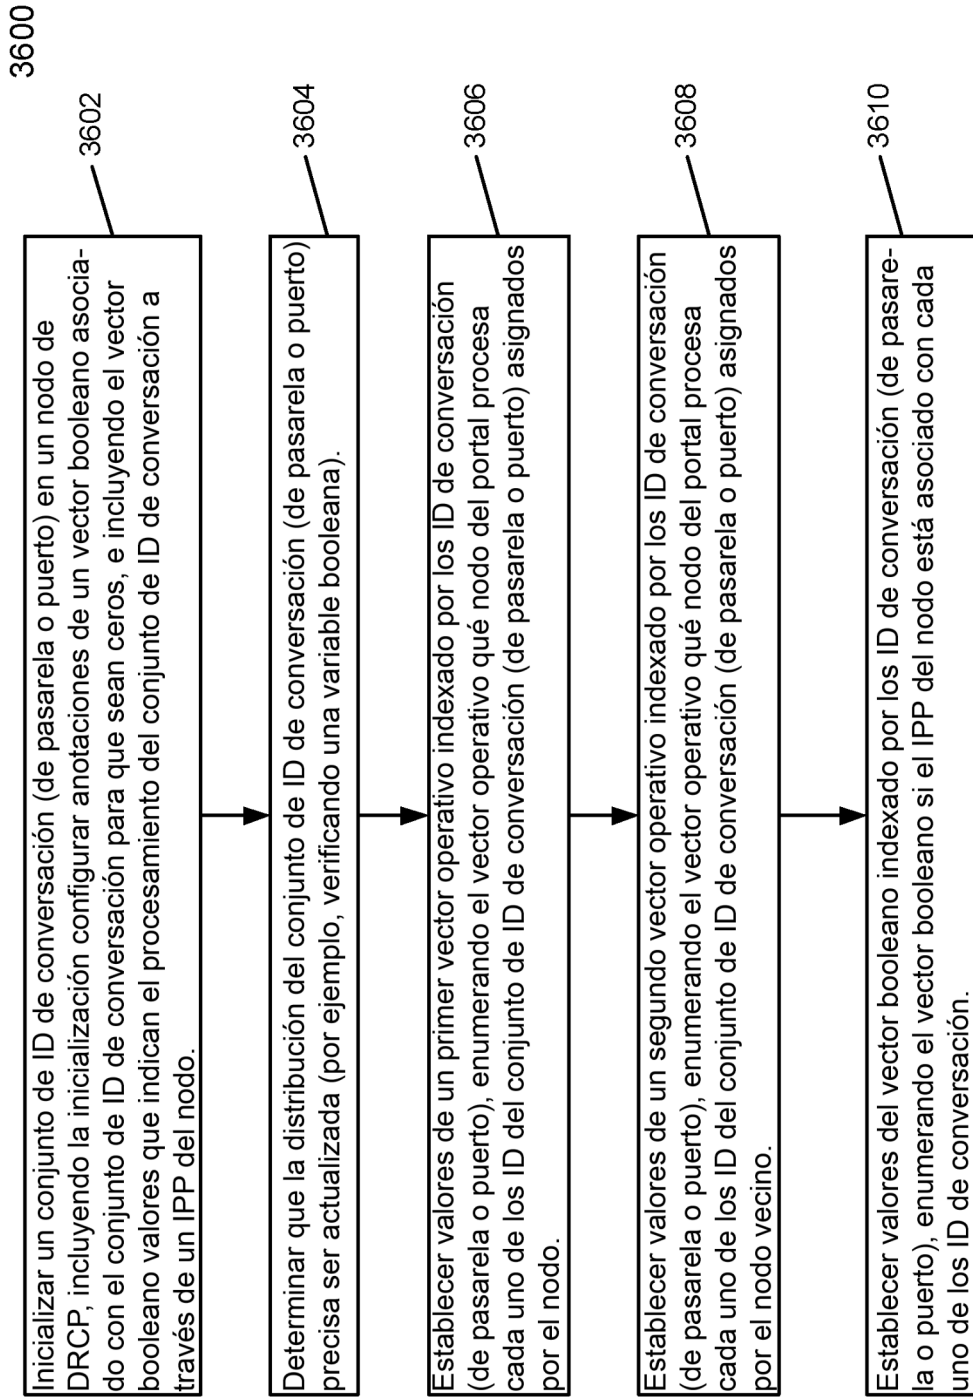 3600
Inicializar un conjunto de ID de conversación (de pasarela o puerto) en un nodo de
DRCP, incluyendo la inicialización configurar anotaciones de un vector booleano asocia-
do con el conjunto de ID de conversación para que sean ceros, e incluyendo el vector
booleano valores que indican el procesamiento del conjunto de ID de conversación a
través de un IPP del nodo.
3602
Determinar que la distribución del conjunto de ID de conversación (de pasarela o puerto)
precisa ser actualizada (por ejemplo, verificando una variable booleana).
3604
Establecer valores de un primer vector operativo indexado por los ID de conversación
(de pasarela o puerto), enumerando el vector operativo qué nodo del portal procesa
cada uno de los ID del conjunto de ID de conversación (de pasarela o puerto) asignados
por el nodo.
3606
Establecer valores de un segundo vector operativo indexado por los ID de conversación
(de pasarela o puerto), enumerando el vector operativo qué nodo del portal procesa
cada uno de los ID del conjunto de ID de conversación (de pasarela o puerto) asignados
por el nodo vecino.
3608
Establecer valores del vector booleano indexado por los ID de conversación (de pasare-
la o puerto), enumerando el vector booleano si el IPP del nodo está asociado con cada
uno de los ID de conversación.
3610